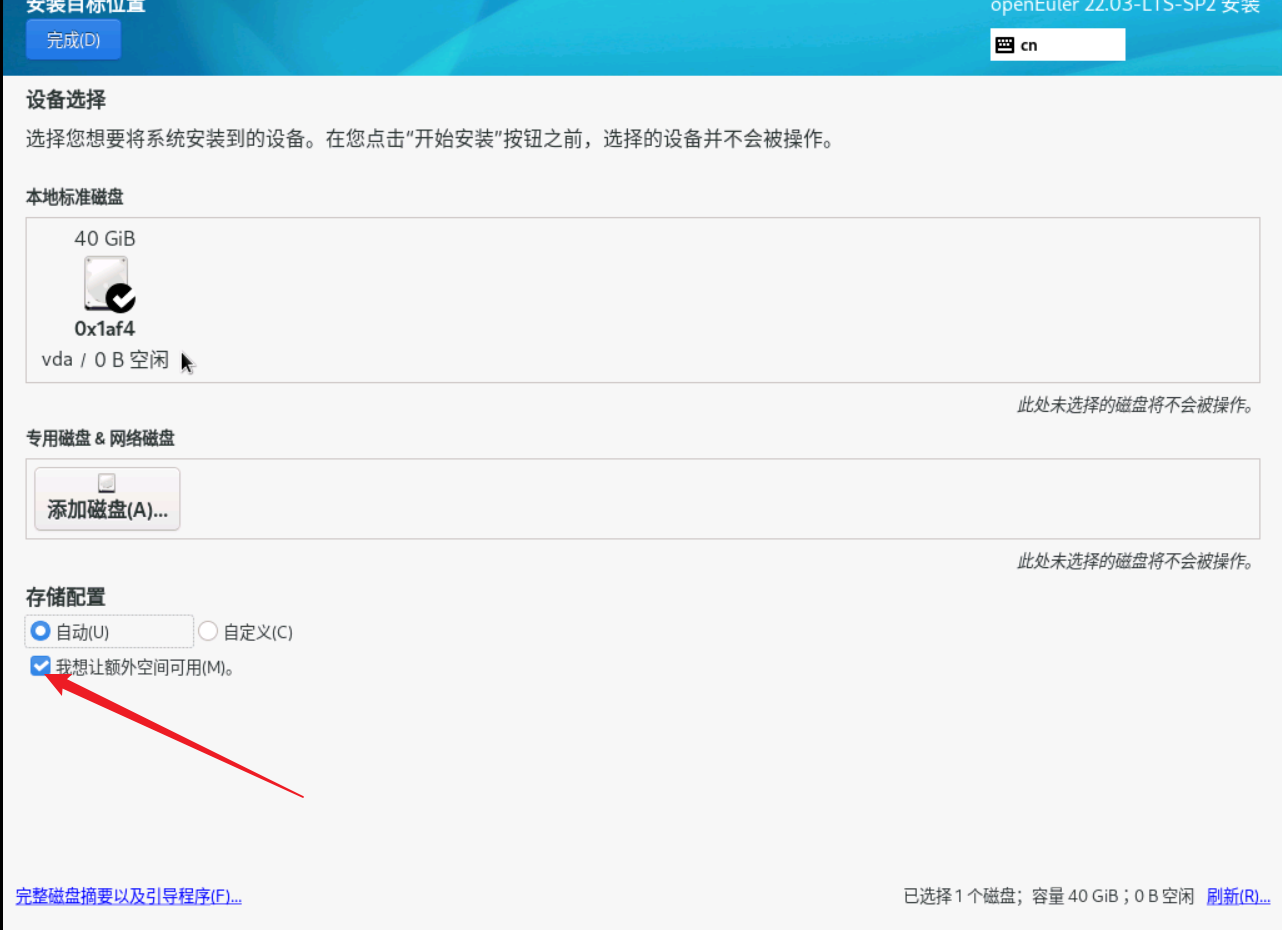 安装目标位置
openEuler 22.03-LTS-SP2 安装
完成(D)
cn
设备选择
选择您想要将系统安装到的设备。在您点击“开始安装”按钮之前，选择的设备并不会被操作。
本地标准磁盘
40 GiB
0x1af4
vda / 0 B 空闲
此处未选择的磁盘将不会被操作。
专用磁盘 & 网络磁盘
添加磁盘(A)...
此处未选择的磁盘将不会被操作。
存储配置
自动(U)
自定义(C)
我想让额外空间可用(M)。
完整磁盘摘要以及引导程序(F)...
已选择 1 个磁盘；容量 40 GiB；0 B 空闲
刷新(R)...